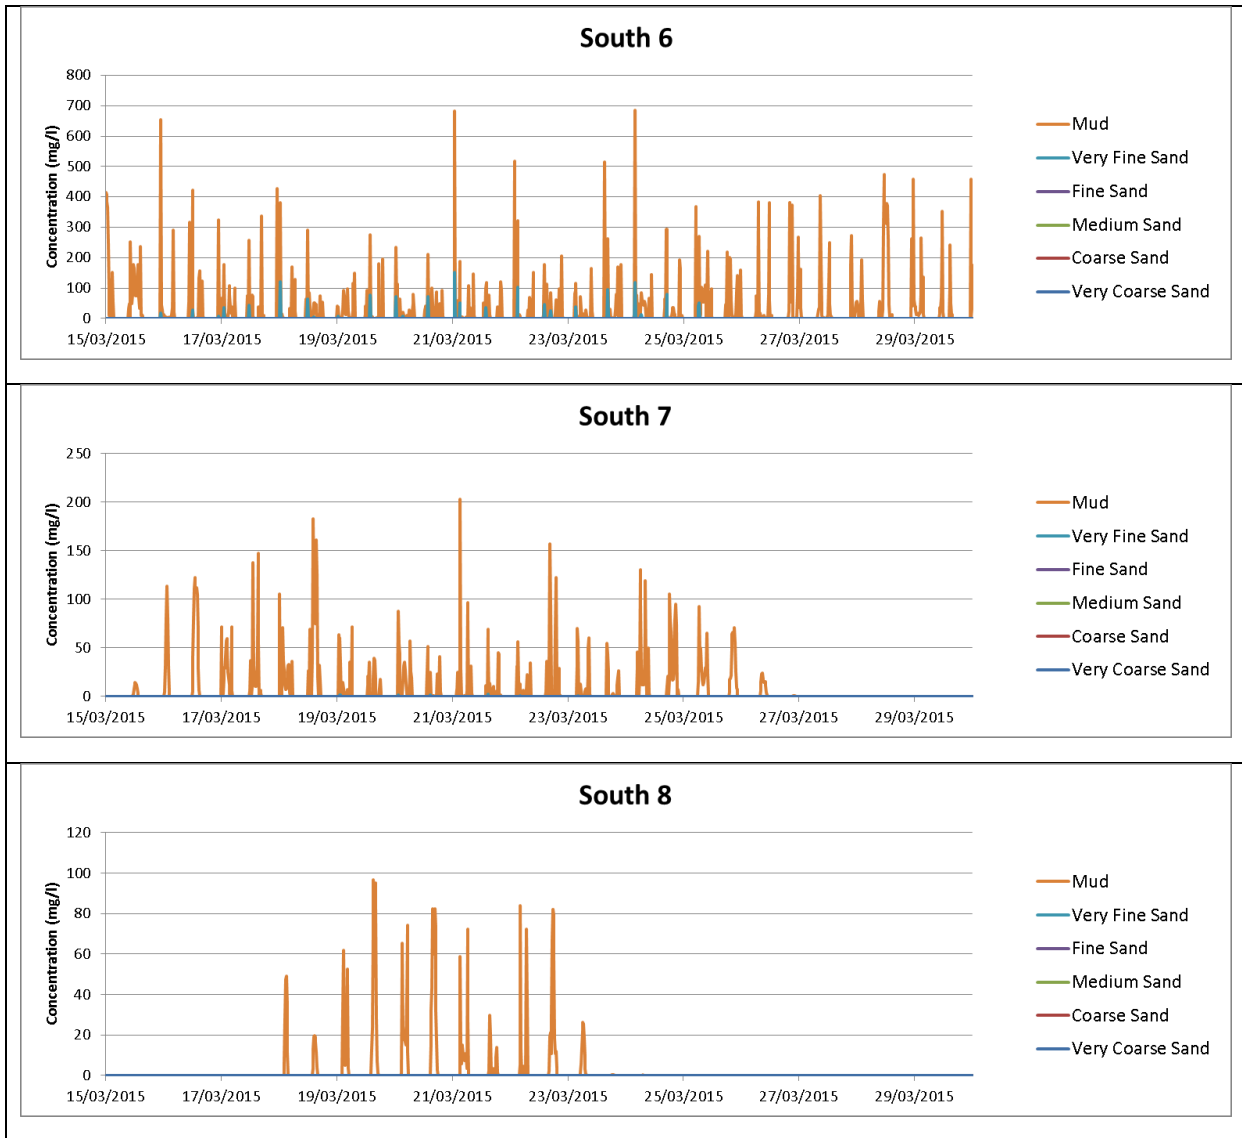 South 6
800
700
600
500
400
300
200
100
0
Concentration (mg/l)
15/03/2015 17/03/2015 19/03/2015 21/03/2015 23/03/2015 25/03/2015 27/03/2015 29/03/2015
Mud
Very Fine Sand
Fine Sand
Medium Sand
Coarse Sand
Very Coarse Sand
South 7
250
200
150
100
50
0
Concentration (mg/l)
15/03/2015 17/03/2015 19/03/2015 21/03/2015 23/03/2015 25/03/2015 27/03/2015 29/03/2015
Mud
Very Fine Sand
Fine Sand
Medium Sand
Coarse Sand
Very Coarse Sand
South 8
120
100
80
60
40
20
0
Concentration (mg/l)
15/03/2015 17/03/2015 19/03/2015 21/03/2015 23/03/2015 25/03/2015 27/03/2015 29/03/2015
Mud
Very Fine Sand
Fine Sand
Medium Sand
Coarse Sand
Very Coarse Sand